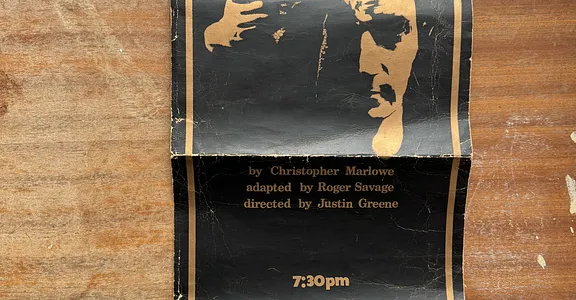 by Christopher Marlowe
adapted by Roger Savage
directed by Justin Greene
7:30pm